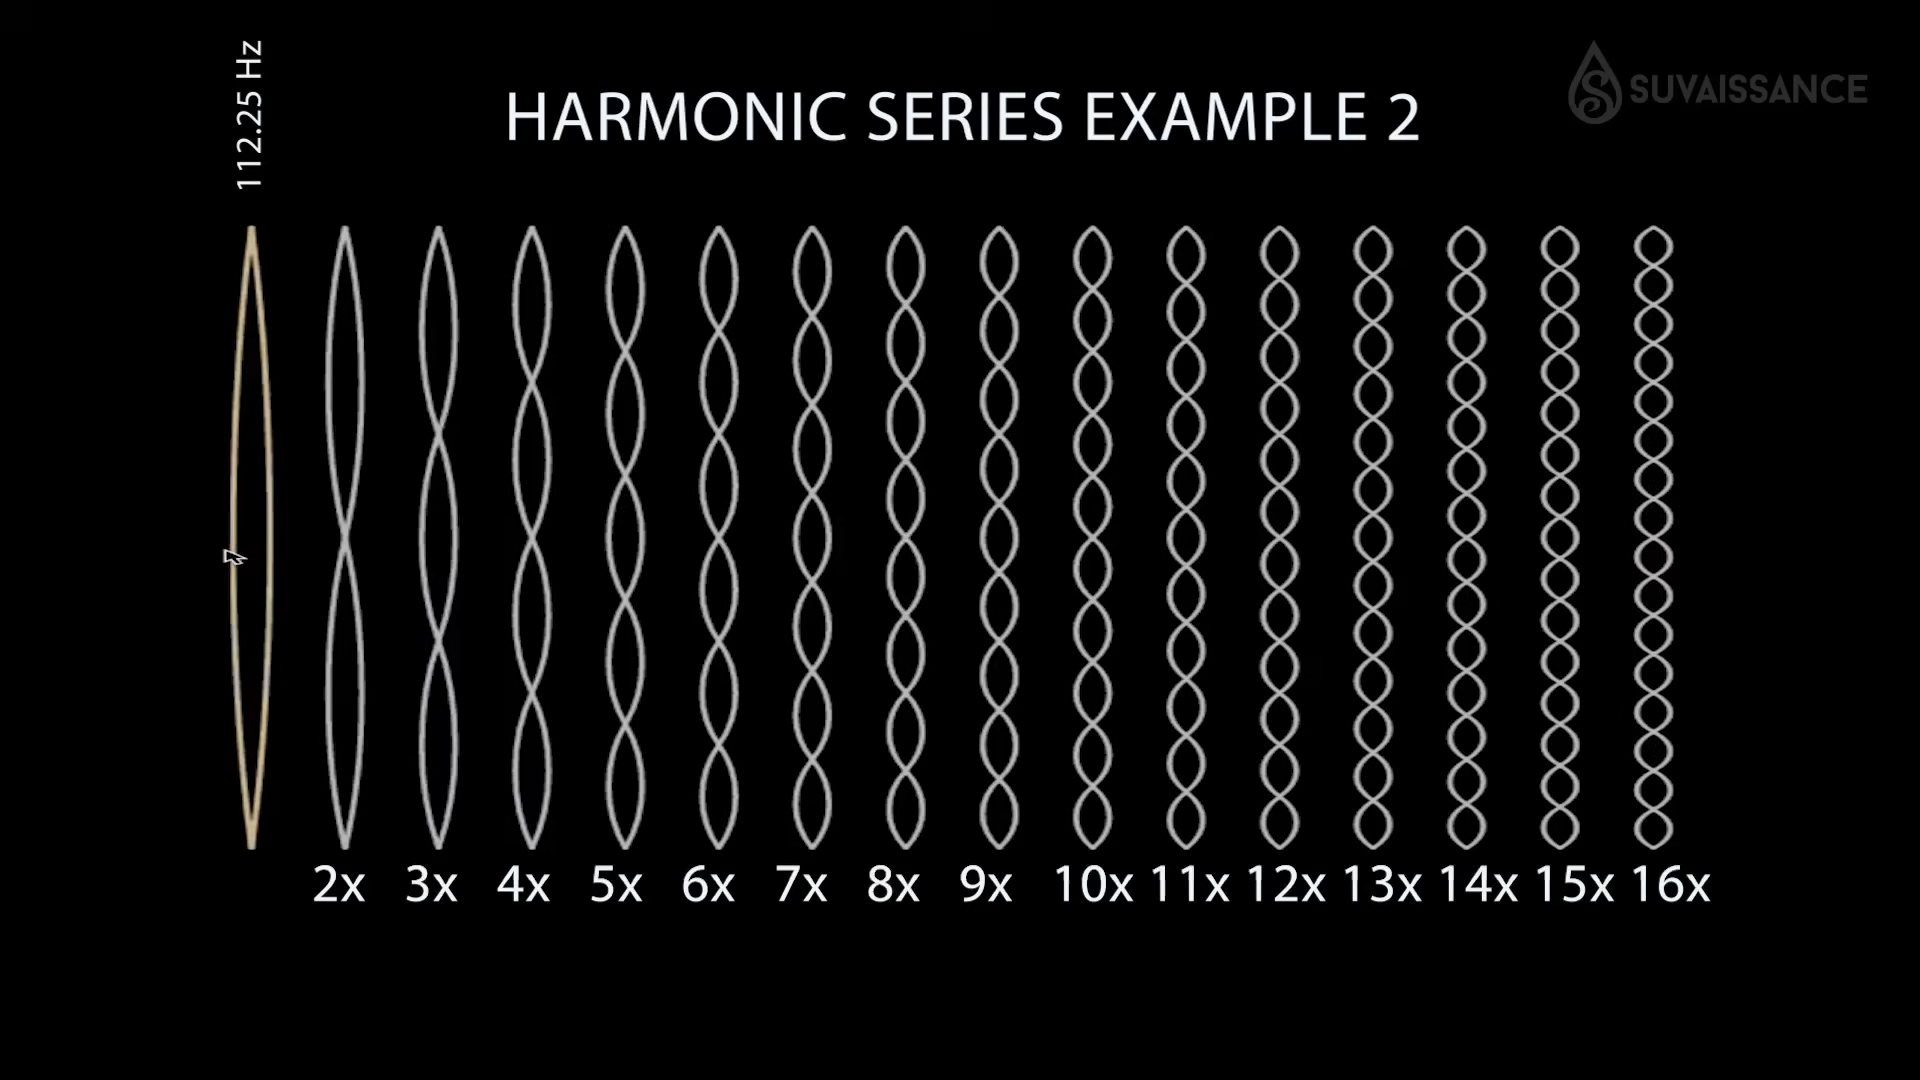 112.25 Hz
HARMONIC SERIES EXAMPLE 2
SUVAISSANCE
2x 3x 4x 5x 6x 7x 8x 9x 10x 11x 12x 13x 14x 15x 16x